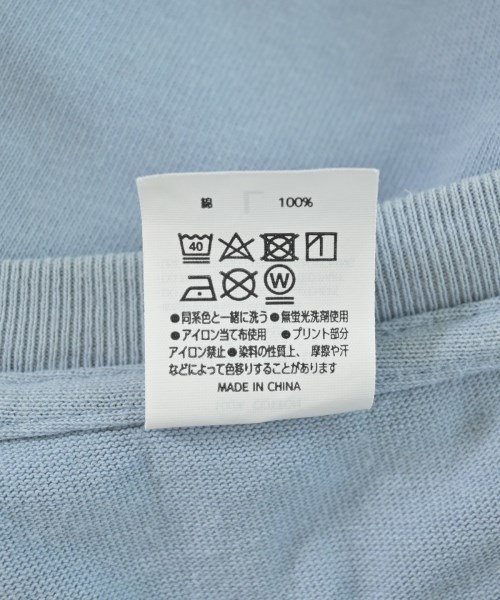 綿 100%
40
W
●同系色と一緒に洗う●無蛍光洗剤使用
●アイロン当て布使用 ●プリント部分
アイロン禁止●染料の性質上、摩擦や汗
などによって色移りすることがあります
MADE IN CHINA